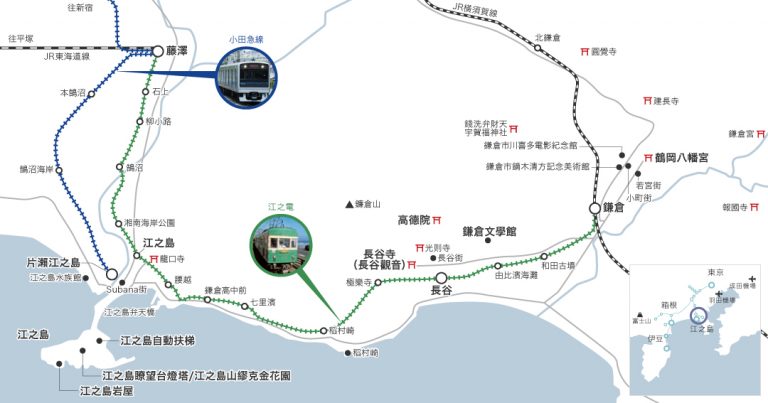 往新宿
小田急線
JR橫須賀線
往平塚
JR東海道線
藤澤
北鎌倉
圓覺寺
本鵠沼
石上
建長寺
柳小路
錢洗弁財天
宇賀福神社
鎌倉市川喜多電影紀念館
鎌倉宮
鶴岡八幡宮
鎌倉市鏑木清方記念美術館
鵠沼海岸
鵠沼
若宮街
小町街
江之電
鎌倉山
鎌倉
報國寺
湘南海岸公園
高德院
鎌倉文學館
江之島
光則寺
長谷寺
(長谷觀音)
長谷街
和田古墳
片瀨江之島
龍口寺
江之島水族館
Subana街
腰越
極樂寺
長谷
由比濱海灘
鎌倉高中前
七里濱
江之島弁天橋
稻村崎
稻村崎
江之島
江之島自動扶梯
江之島瞭望台燈塔/江之島山繆克金花園
江之島岩屋
東京
成田機場
羽田機場
箱根
富士山
江之島
伊豆